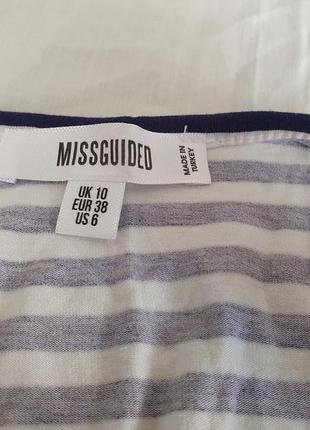 MISSGUIDED
MADE IN
TURKEY
UK 10
EUR 38
US 6